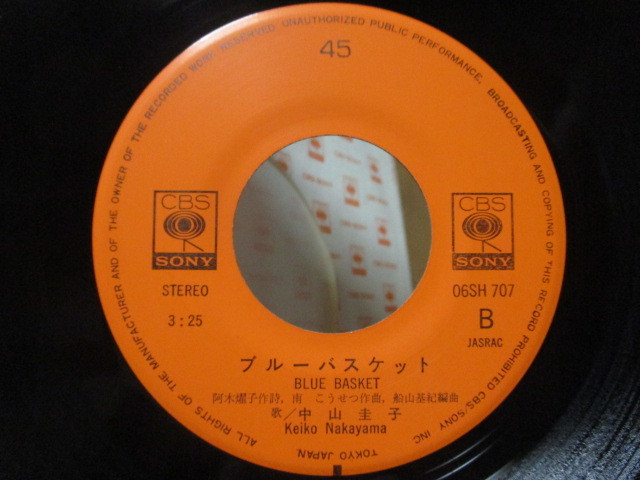 45
ALL RIGHTS OF THE MANUFACTURER AND OF THE OWNER OF THE RECORDED WORK RESERVED UNAUTHORIZED PUBLIC PERFORMANCE, BROADCASTING AND COPYING OF THIS RECORD PROHIBITED CBS/SONY INC. TOKYO JAPAN.
CBS
SONY
STEREO
3:25
CBS
SONY
06SH 707
B
JASRAC
ブルーバスケット
BLUE BASKET
阿木燿子作詩，南 こうせつ作曲，船山基紀編曲
歌／中山圭子
Keiko Nakayama